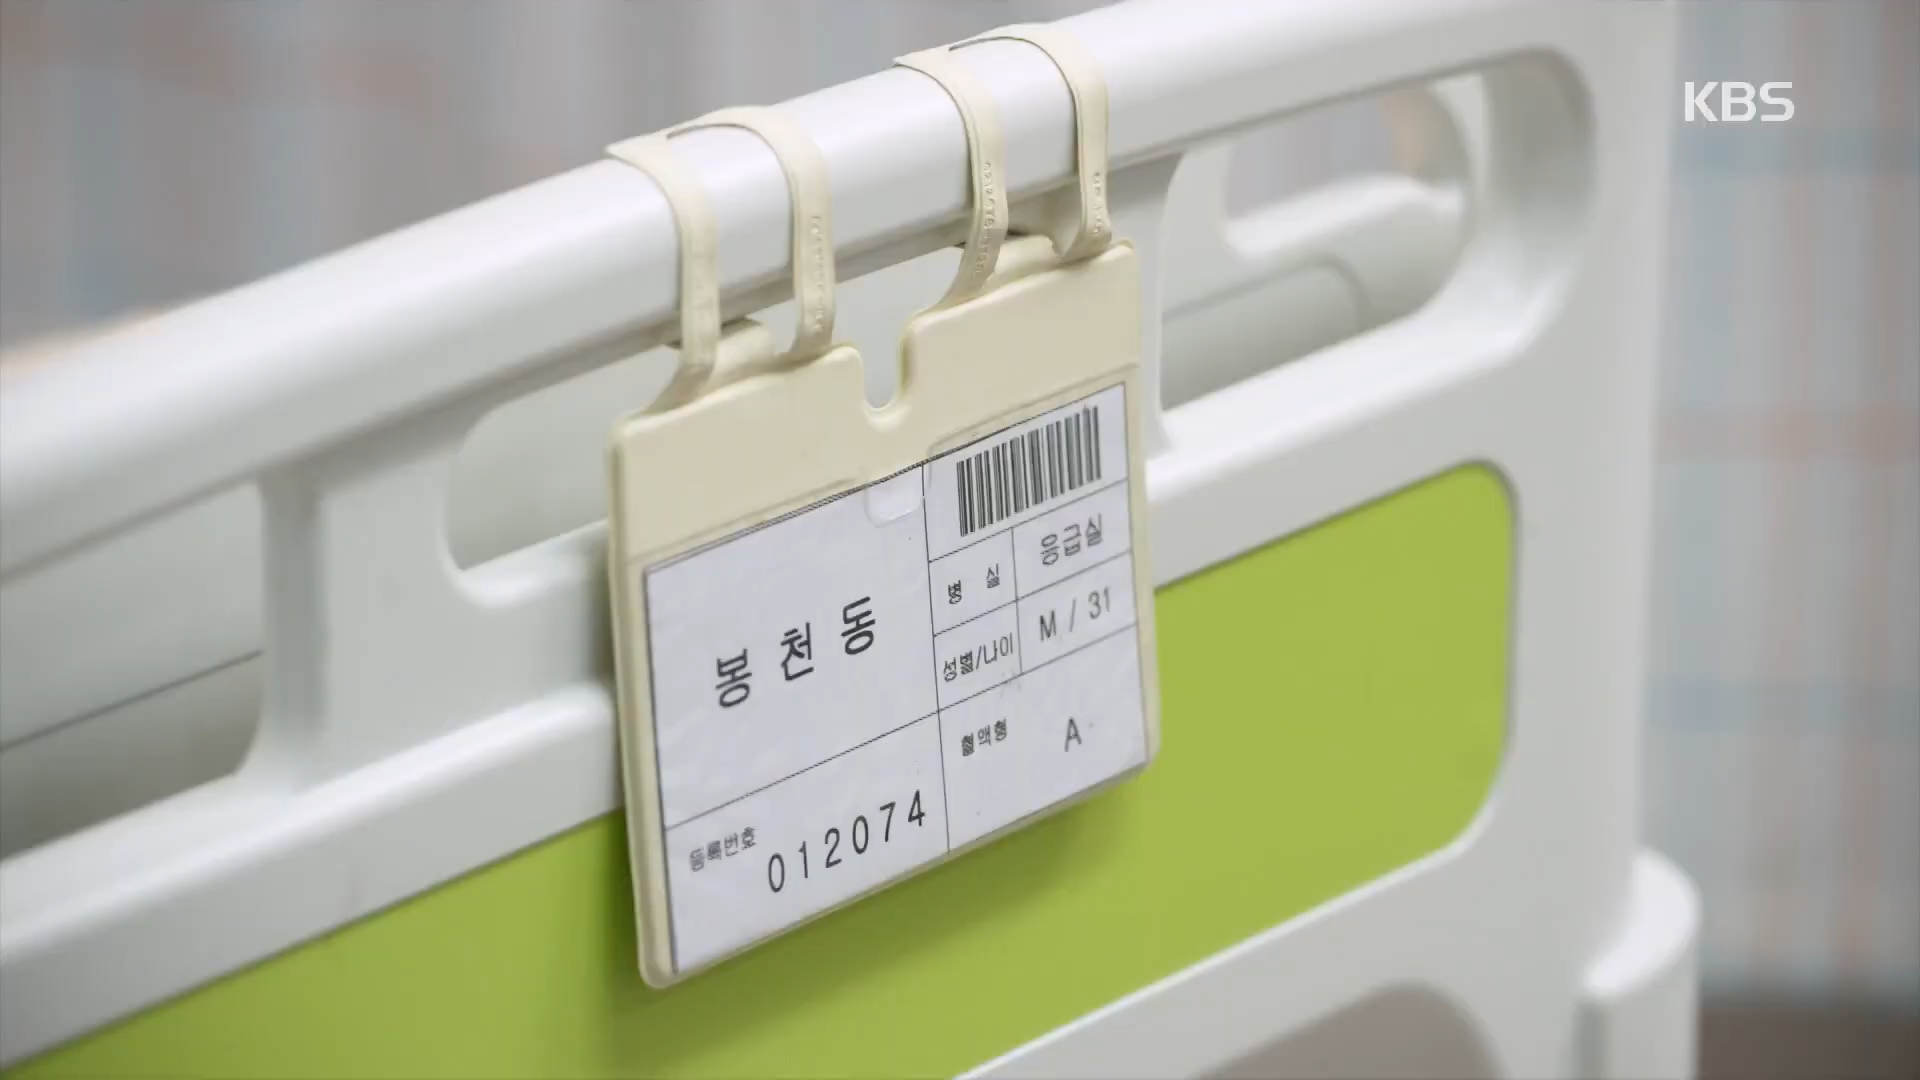 KBS
봉천동
병 실 응급실
성별/나이 M / 31
등록번호 012074
혈액형 A